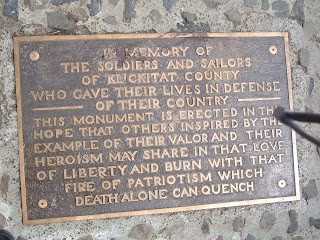 IN MEMORY OF
THE SOLDIERS AND SAILORS
OF KLICKITAT COUNTY
WHO GAVE THEIR LIVES IN DEFENSE
OF THEIR COUNTRY
THIS MONUMENT IS ERECTED IN THE
HOPE THAT OTHERS INSPIRED BY THE
EXAMPLE OF THEIR VALOR AND THEIR
HEROISM MAY SHARE IN THAT LOVE
OF LIBERTY AND BURN WITH THAT
FIRE OF PATRIOTISM WHICH
DEATH ALONE CAN QUENCH